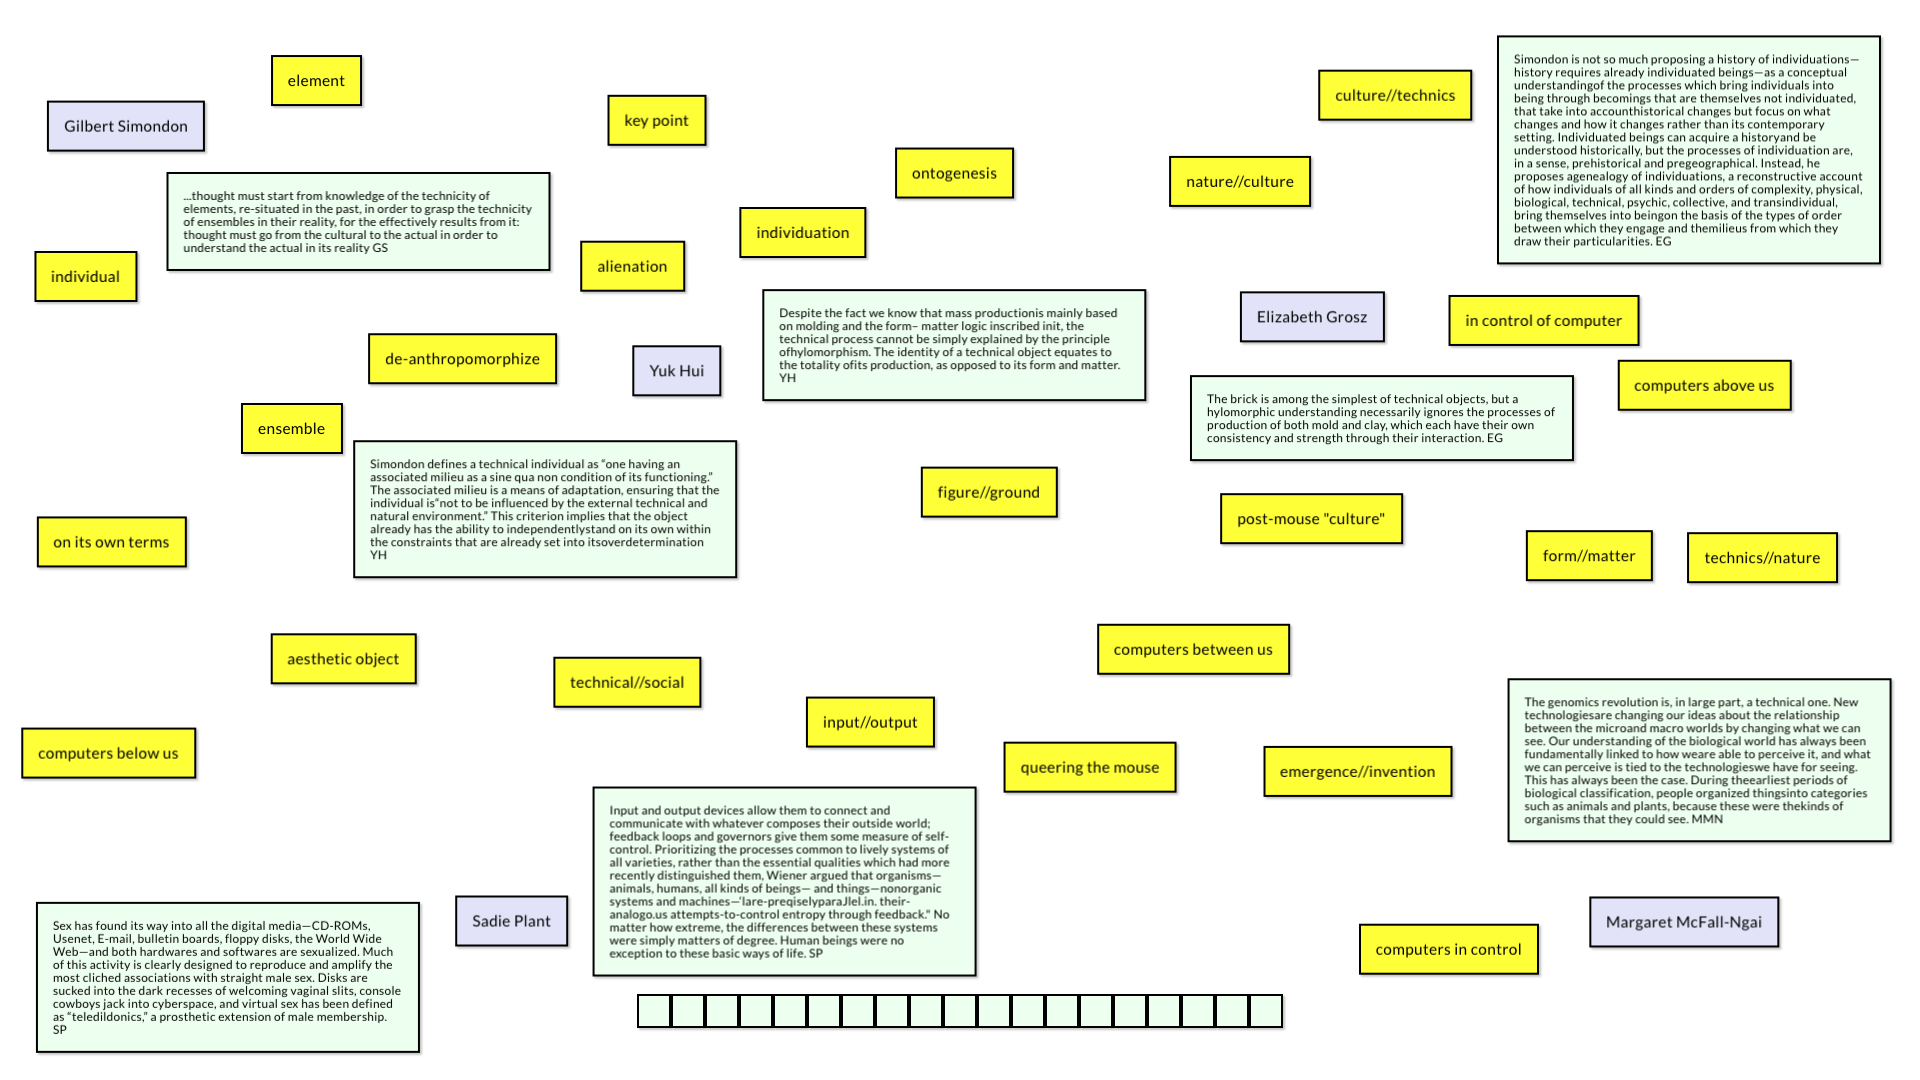 element
Gilbert Simondon
key point
culture//technics
Simondon is not so much proposing a history of individuations—
history requires already individuated beings—as a conceptual
understandingof the processes which bring individuals into
being through becomings that are themselves not individuated,
that take into accounthistorical changes but focus on what
changes and how it changes rather than its contemporary
setting. Individuated beings can acquire a historyand be
understood historically, but the processes of individuation are,
in a sense, prehistorical and pregeographical. Instead, he
proposes agenealogy of individuations, a reconstructive account
of how individuals of all kinds and orders of complexity, physical,
biological, technical, psychic, collective, and transindividual,
bring themselves into beingon the basis of the types of order
between which they engage and themilieus from which they
draw their particularities. EG
ontogenesis
nature//culture
...thought must start from knowledge of the technicity of
elements, re-situated in the past, in order to grasp the technicity
of ensembles in their reality, for the effectively results from it:
thought must go from the cultural to the actual in order to
understand the actual in its reality GS
individuation
individual
alienation
Despite the fact we know that mass productionis mainly based
on molding and the form– matter logic inscribed init, the
technical process cannot be simply explained by the principle
ofhylomorphism. The identity of a technical object equates to
the totality ofits production, as opposed to its form and matter.
YH
Elizabeth Grosz
in control of computer
de-anthropomorphize
Yuk Hui
computers above us
The brick is among the simplest of technical objects, but a
hylomorphic understanding necessarily ignores the processes of
production of both mold and clay, which each have their own
consistency and strength through their interaction. EG
ensemble
Simondon defines a technical individual as “one having an
associated milieu as a sine qua non condition of its functioning.”
The associated milieu is a means of adaptation, ensuring that the
individual is“not to be influenced by the external technical and
natural environment.” This criterion implies that the object
already has the ability to independentlystand on its own within
the constraints that are already set into itsoverdetermination
YH
figure//ground
post-mouse "culture"
on its own terms
form//matter
technics//nature
aesthetic object
technical//social
computers between us
input//output
The genomics revolution is, in large part, a technical one. New
technologiesare changing our ideas about the relationship
between the microand macro worlds by changing what we can
see. Our understanding of the biological world has always been
fundamentally linked to how weare able to perceive it, and what
we can perceive is tied to the technologieswe have for seeing.
This has always been the case. During theearliest periods of
biological classification, people organized thingsinto categories
such as animals and plants, because these were thekinds of
organisms that they could see. MMN
computers below us
queering the mouse
emergence//invention
Input and output devices allow them to connect and
communicate with whatever composes their outside world;
feedback loops and governors give them some measure of self-
control. Prioritizing the processes common to lively systems of
all varieties, rather than the essential qualities which had more
recently distinguished them, Wiener argued that organisms—
animals, humans, all kinds of beings— and things—nonorganic
systems and machines—‘lare-preqiselyparaJlel.in. their-
analogo.us attempts-to-control entropy through feedback." No
matter how extreme, the differences between these systems
were simply matters of degree. Human beings were no
exception to these basic ways of life. SP
Sex has found its way into all the digital media—CD-ROMs,
Usenet, E-mail, bulletin boards, floppy disks, the World Wide
Web—and both hardwares and softwares are sexualized. Much
of this activity is clearly designed to reproduce and amplify the
most cliched associations with straight male sex. Disks are
sucked into the dark recesses of welcoming vaginal slits, console
cowboys jack into cyberspace, and virtual sex has been defined
as “teledildonics,” a prosthetic extension of male membership.
SP
Sadie Plant
Margaret McFall-Ngai
computers in control